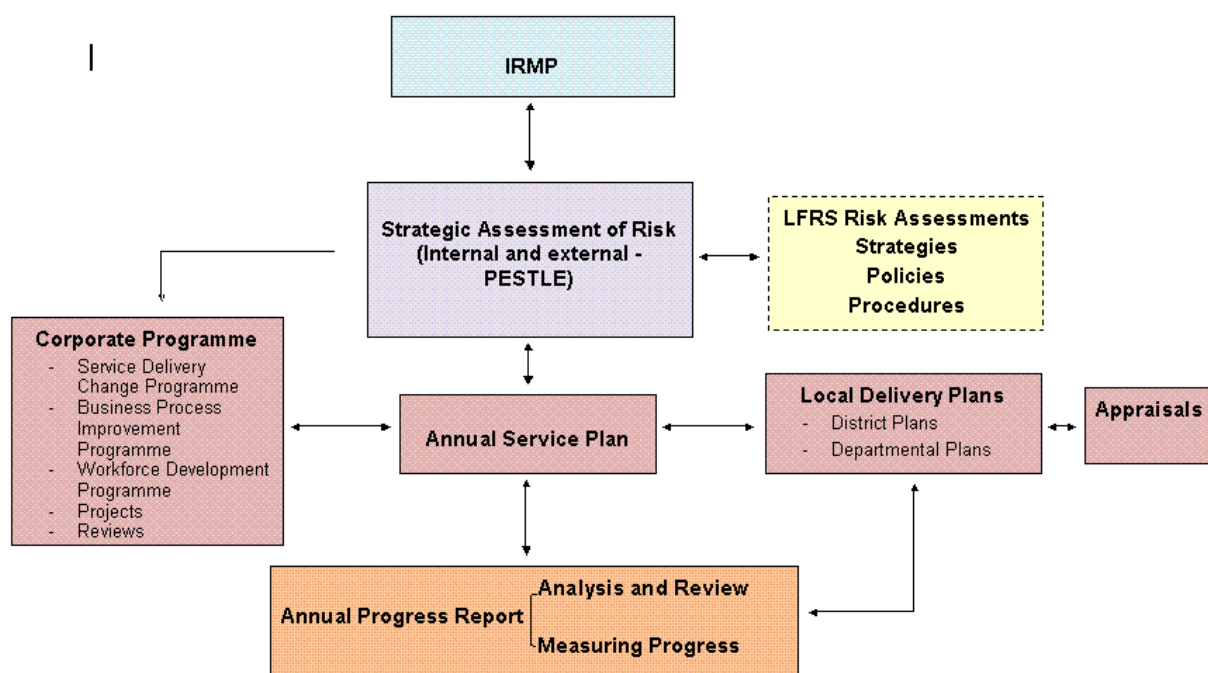 IRMP
Strategic Assessment of Risk
(Internal and external -
PESTLE)
LFRS Risk Assessments
Strategies
Policies
Procedures
Corporate Programme
- Service Delivery
Change Programme
- Business Process
Improvement
Programme
- Workforce Development
Programme
- Projects
- Reviews
Annual Service Plan
Local Delivery Plans
- District Plans
- Departmental Plans
Appraisals
Annual Progress Report
Analysis and Review
Measuring Progress